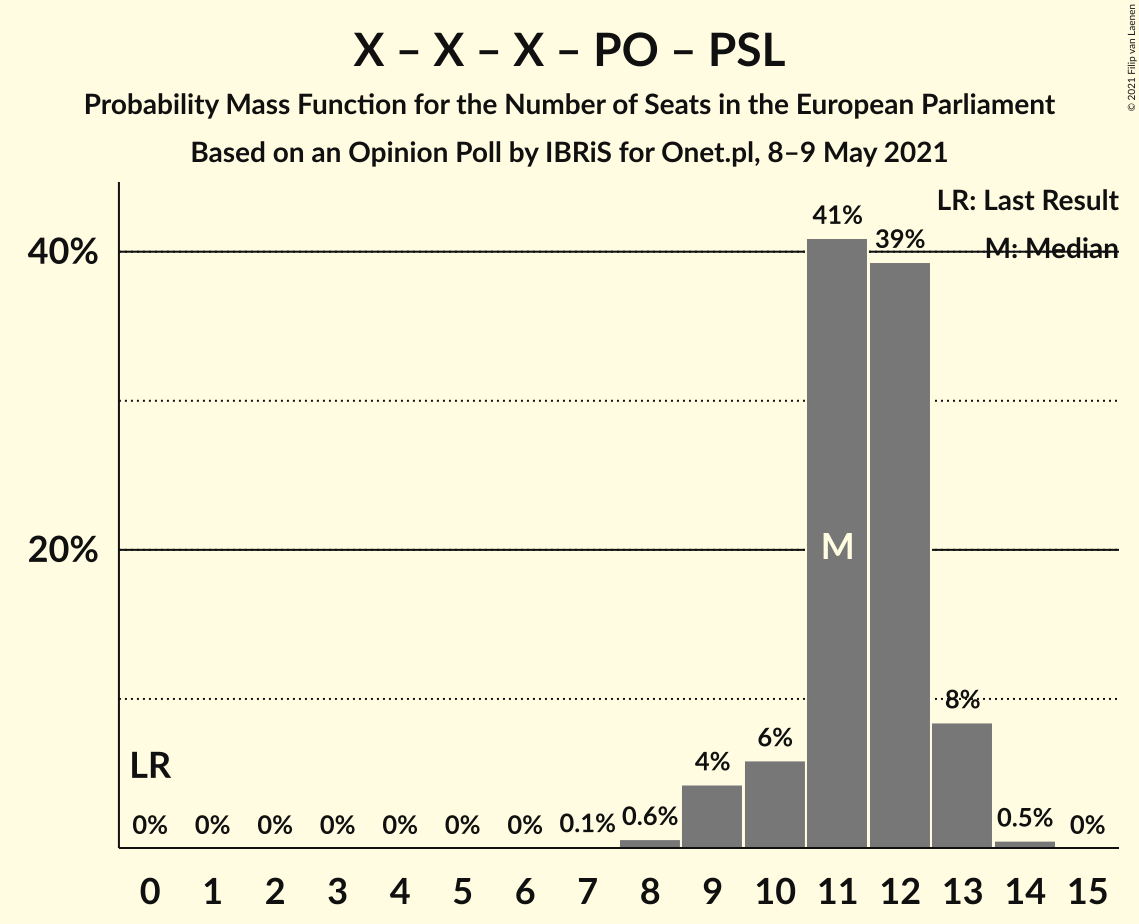 X – X – X – PO – PSL
Probability Mass Function for the Number of Seats in the European Parliament
Based on an Opinion Poll by IBRiS for Onet.pl, 8–9 May 2021
© 2021 Filip van Laenen
LR: Last Result
M: Median
40%
20%
41%
39%
M
8%
6%
4%
LR
0% 0% 0% 0% 0% 0% 0% 0.1% 0.6% 0.5% 0%
0 1 2 3 4 5 6 7 8 9 10 11 12 13 14 15